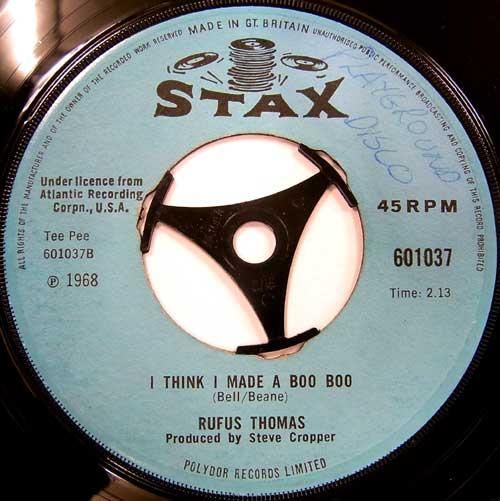 ALL RIGHTS OF THE MANUFACTURER AND OF THE OWNER OF THE RECORDED WORK RESERVED MADE IN GT. BRITAIN UNAUTHORISED PUBLIC PERFORMANCE BROADCASTING AND COPYING OF THIS RECORD PROHIBITED
STAX
PLAYGROUND
DISCO
Under licence from
Atlantic Recording
Corpn., U.S.A.
45 RPM
Tee Pee
601037B
601037
℗ 1968
Time: 2.13
I THINK I MADE A BOO BOO
(Bell/Beane)
RUFUS THOMAS
Produced by Steve Cropper
POLYDOR RECORDS LIMITED